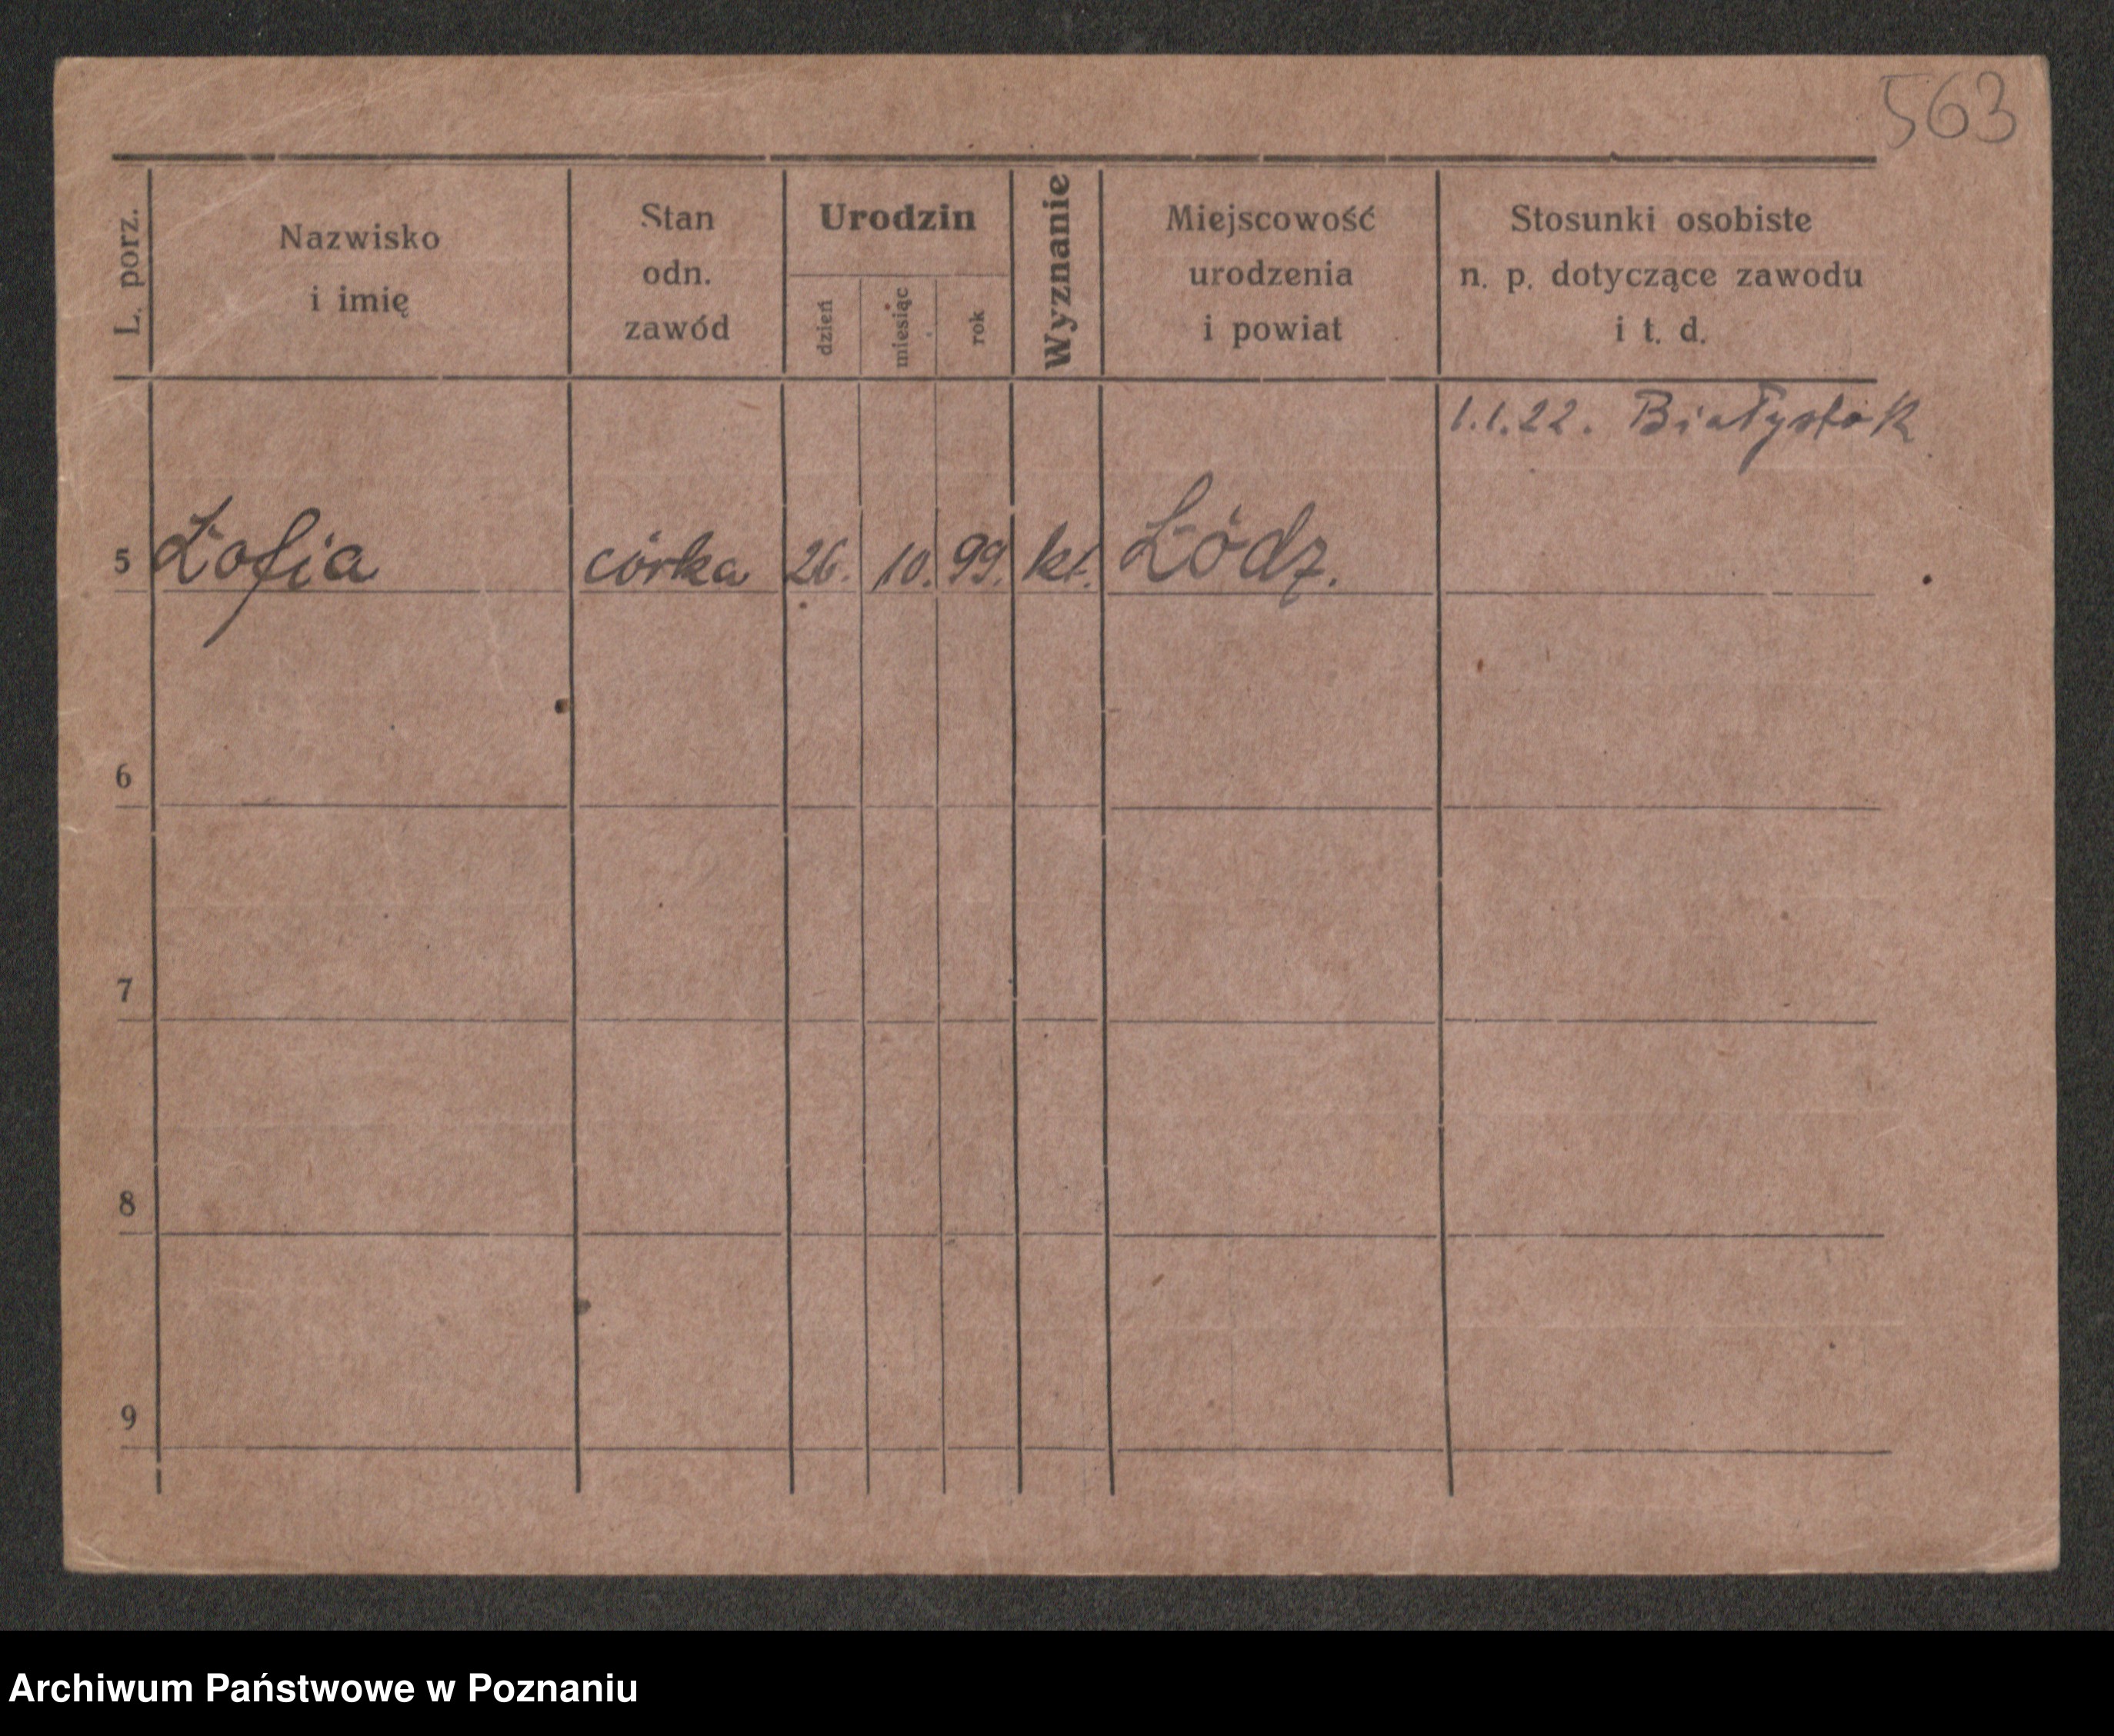 563
L. porz.
Nazwisko
i imię
Stan
odn.
zawód
Urodzin
dzień
miesiąc
rok
Wyznanie
Miejscowość
urodzenia
i powiat
Stosunki osobiste
n. p. dotyczące zawodu
i t. d.
1.1.22. Białystok
5 Zofia córka 26. 10. 99. kt. Łódz.
6
7
8
9
Archiwum Państwowe w Poznaniu